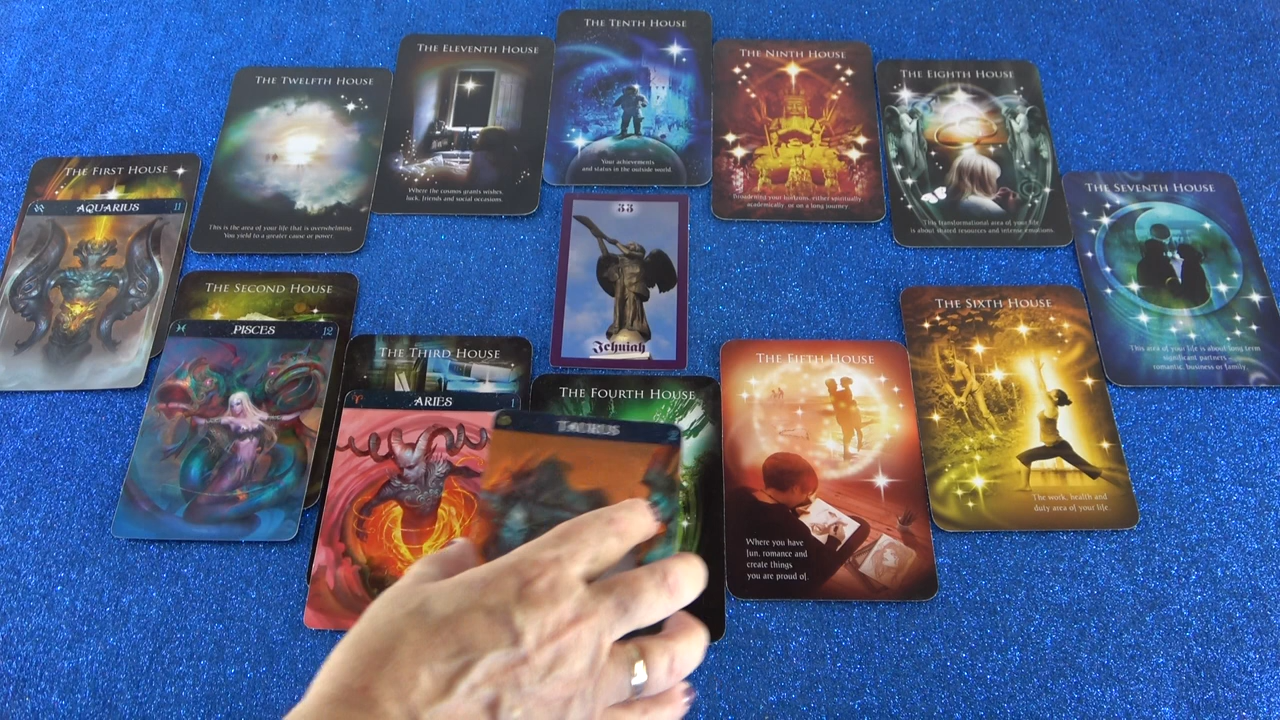 THE TENTH HOUSE
Your achievements
and status in the outside world.
THE ELEVENTH HOUSE
Where the cosmos grants wishes,
luck, friends and social occasions.
THE NINTH HOUSE
Broadening your horizons, either spiritually,
academically, or on a long journey
THE TWELFTH HOUSE
This is the area of your life that is overwhelming.
You yield to a greater cause or power.
THE EIGHTH HOUSE
This transformational area of your life
is about shared resources and intense emotions.
THE FIRST HOUSE
AQUARIUS 11
THE SEVENTH HOUSE
This area of your life is about long term
significant partners
romantic, business or family.
33
Jehuiah
THE SECOND HOUSE
PISCES 12
THE THIRD HOUSE
ARIES 1
THE FOURTH HOUSE
TAURUS 2
THE FIFTH HOUSE
Where you have
fun, romance and
create things
you are proud of.
THE SIXTH HOUSE
The work, health and
duty area of your life.